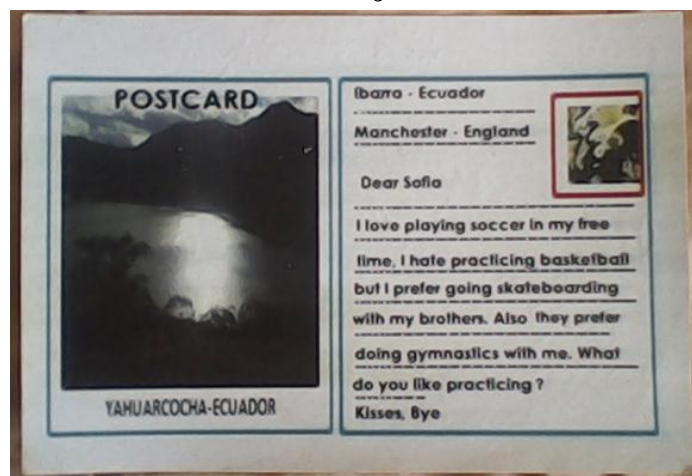 POSTCARD
YAHUARCOCHA-ECUADOR
Ibarra - Ecuador
Manchester - England
Dear Sofia
I love playing soccer in my free
time, I hate practicing basketball
but I prefer going skateboarding
with my brothers. Also they prefer
doing gymnastics with me. What
do you like practicing ?
Kisses, Bye